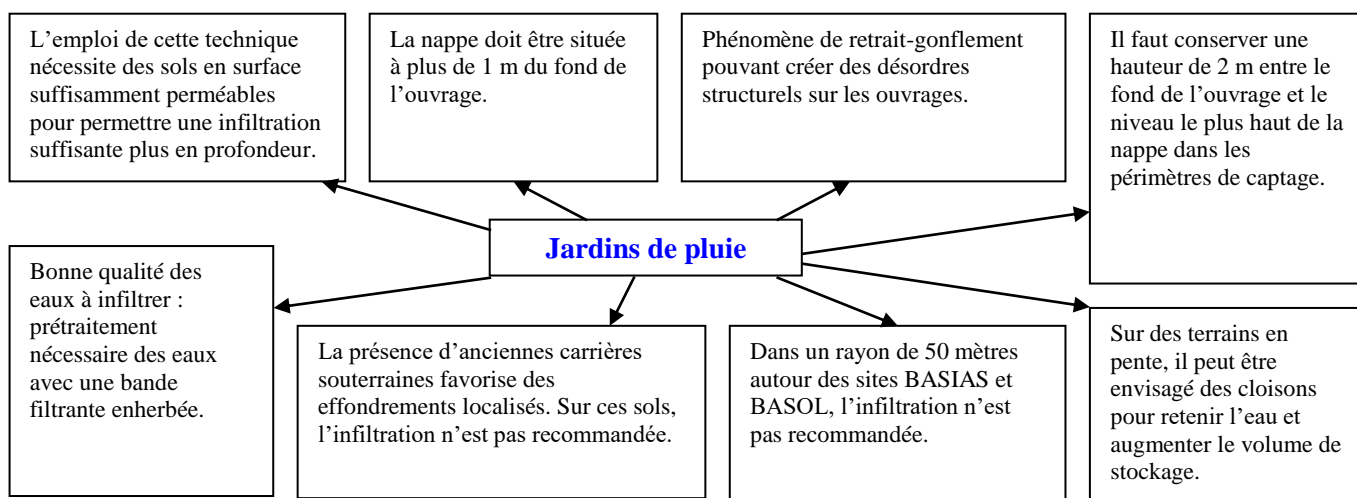 L’emploi de cette technique
nécessite des sols en surface
suffisamment perméables
pour permettre une infiltration
suffisante plus en profondeur.
La nappe doit être située
à plus de 1 m du fond de
l’ouvrage.
Phénomène de retrait-gonflement
pouvant créer des désordres
structurels sur les ouvrages.
Il faut conserver une
hauteur de 2 m entre le
fond de l’ouvrage et le
niveau le plus haut de la
nappe dans les
périmètres de captage.
Jardins de pluie
Bonne qualité des
eaux à infiltrer :
prétraitement
nécessaire des eaux
avec une bande
filtrante enherbée.
La présence d’anciennes carrières
souterraines favorise des
effondrements localisés. Sur ces sols,
l’infiltration n’est pas recommandée.
Dans un rayon de 50 mètres
autour des sites BASIAS et
BASOL, l’infiltration n’est
pas recommandée.
Sur des terrains en
pente, il peut être
envisagé des cloisons
pour retenir l’eau et
augmenter le volume de
stockage.